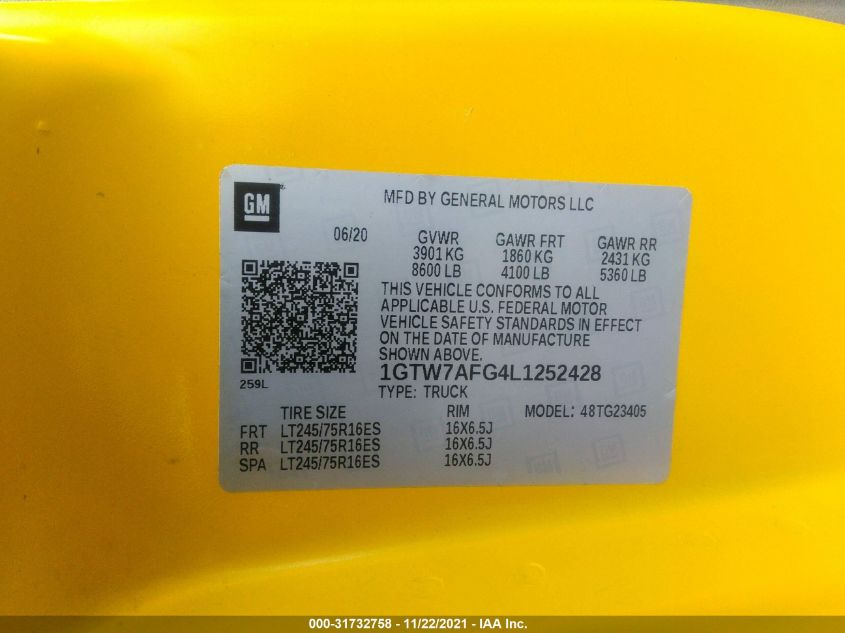 GM
MFD BY GENERAL MOTORS LLC
06/20 GVWR GAWR FRT GAWR RR
3901 KG 1860 KG 2431 KG
8600 LB 4100 LB 5360 LB
THIS VEHICLE CONFORMS TO ALL
APPLICABLE U.S. FEDERAL MOTOR
VEHICLE SAFETY STANDARDS IN EFFECT
ON THE DATE OF MANUFACTURE
SHOWN ABOVE.
259L
1GTW7AFG4L1252428
TYPE: TRUCK
TIRE SIZE RIM MODEL: 48TG23405
FRT LT245/75R16ES 16X6.5J
RR LT245/75R16ES 16X6.5J
SPA LT245/75R16ES 16X6.5J
000-31732758 - 11/22/2021 - IAA Inc.